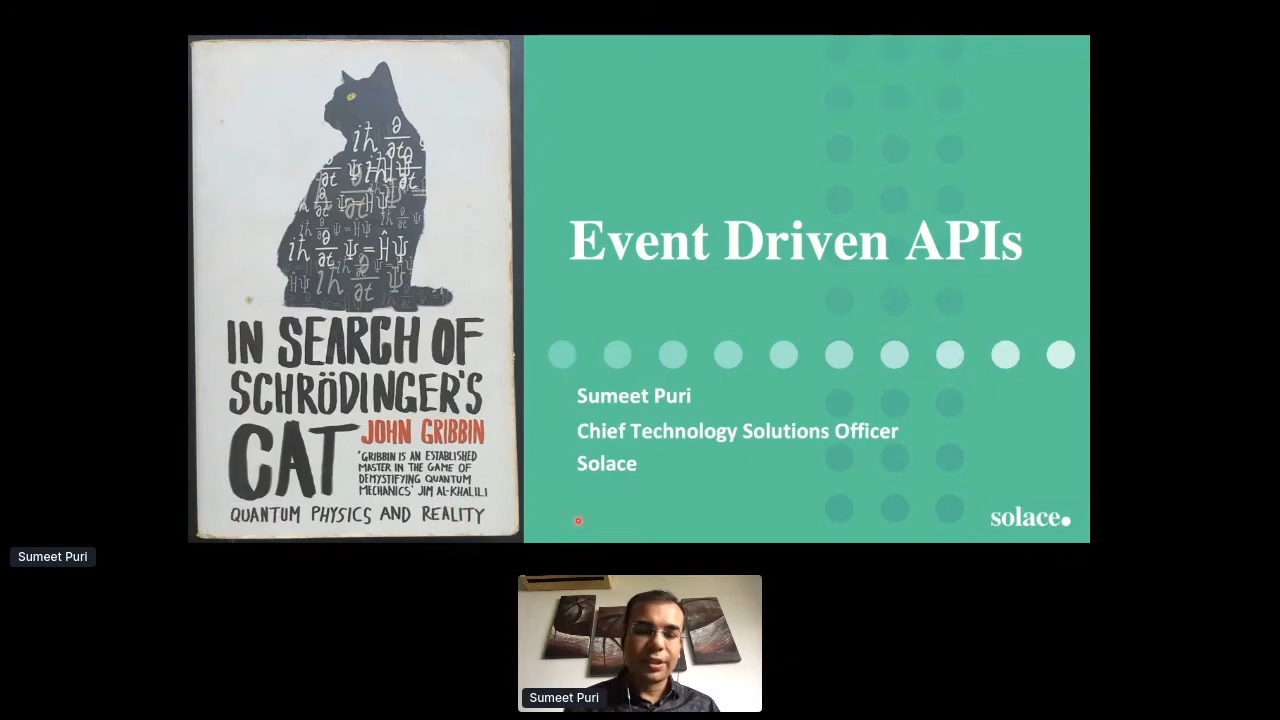 IN SEARCH OF
SCHRÖDINGER'S
CAT
JOHN GRIBBIN
'GRIBBIN IS AN ESTABLISHED
MASTER IN THE GAME OF
DEMYSTIFYING QUANTUM
MECHANICS' JIM AL-KHALILI
QUANTUM PHYSICS AND REALITY
Event Driven APIs
Sumeet Puri
Chief Technology Solutions Officer
Solace
solace.
Sumeet Puri
Sumeet Puri